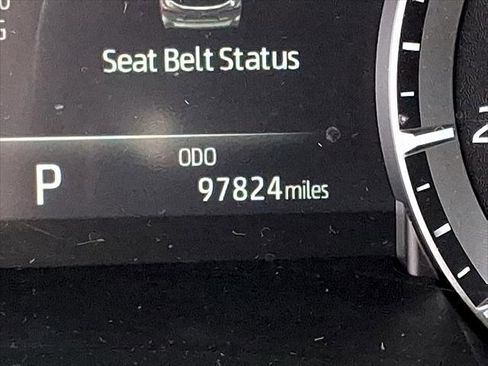 Seat Belt Status
ODO
P
97824 miles